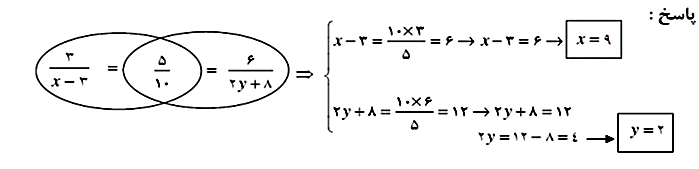 پاسخ :
۳/(x − ۳) = ۵/۱۰ = ۶/(۲y + ۸) ⇒
x − ۳ = (۱۰×۳)/۵ = ۶ → x − ۳ = ۶ → x = ۹
۲y + ۸ = (۱۰×۶)/۵ = ۱۲ → ۲y + ۸ = ۱۲
۲y = ۱۲ − ۸ = ٤ → y = ۲